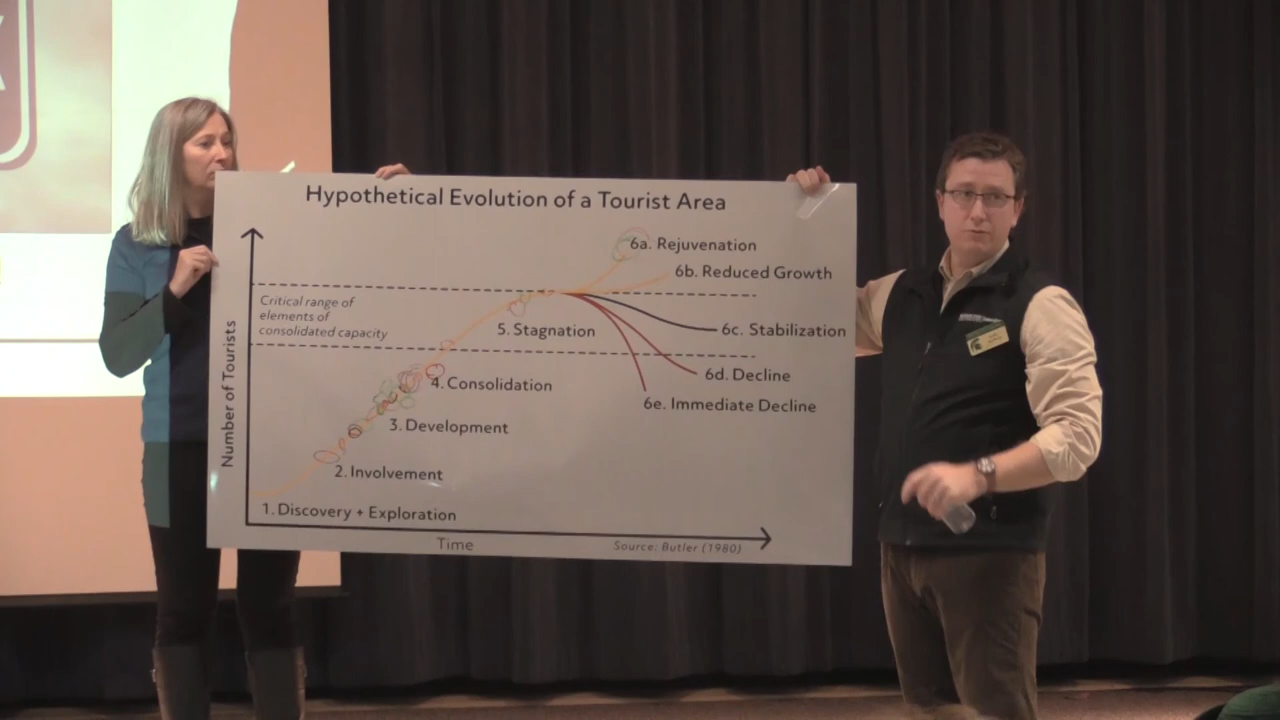 Hypothetical Evolution of a Tourist Area
6a. Rejuvenation
6b. Reduced Growth
Critical range of
elements of
consolidated capacity
5. Stagnation
6c. Stabilization
6d. Decline
4. Consolidation
6e. Immediate Decline
3. Development
2. Involvement
1. Discovery + Exploration
Number of Tourists
Time
Source: Butler (1980)